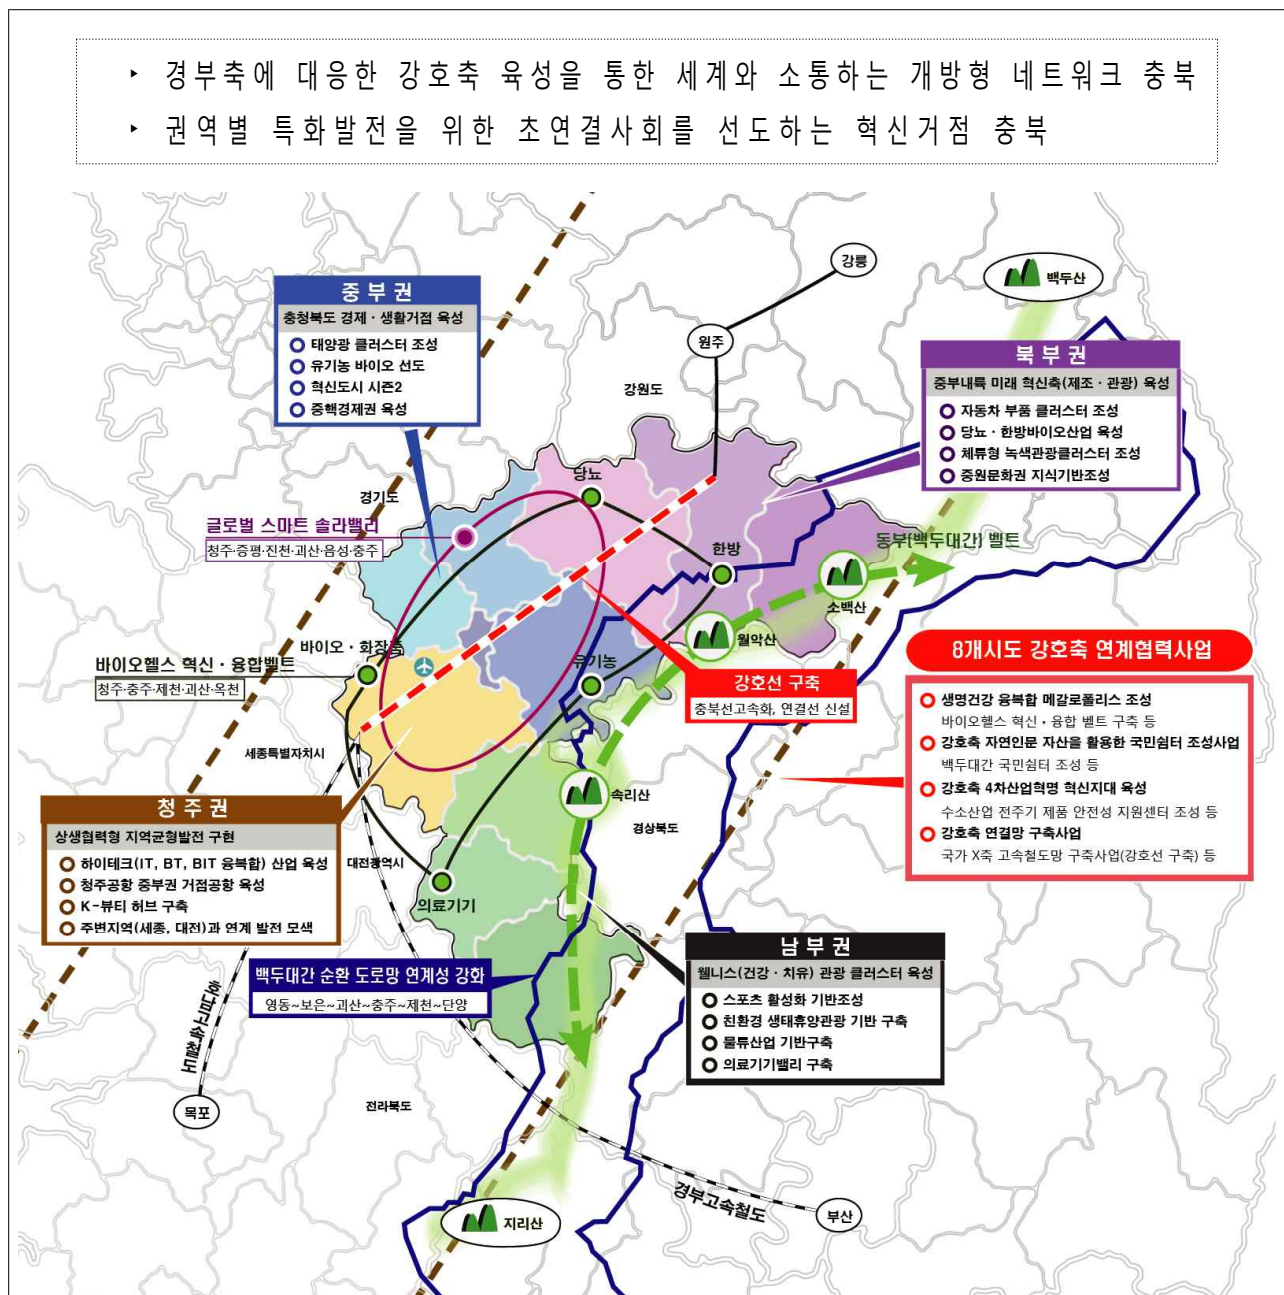 ‣ 경부축에 대응한 강호축 육성을 통한 세계와 소통하는 개방형 네트워크 충북
‣ 권역별 특화발전을 위한 초연결사회를 선도하는 혁신거점 충북
강릉
백두산
원주
중부권
충청북도 경제·생활거점 육성
태양광 클러스터 조성
유기농 바이오 선도
혁신도시 시즌2
중핵경제권 육성
북부권
중부내륙 미래 혁신축(제조·관광) 육성
자동차 부품 클러스터 조성
당뇨·한방바이오산업 육성
체류형 녹색관광클러스터 조성
중원문화권 지식기반조성
강원도
경기도
당뇨
글로벌 스마트 솔라밸리
청주·증평·진천·괴산·음성·충주
한방
동부(백두대간) 벨트
소백산
월악산
바이오·화장품
바이오헬스 혁신·융합벨트
청주·충주·제천·괴산·옥천
유기농
강호선 구축
충북선고속화, 연결선 신설
8개시도 강호축 연계협력사업
생명건강 융복합 메갈로폴리스 조성
바이오헬스 혁신·융합 벨트 구축 등
강호축 자연인문 자산을 활용한 국민쉼터 조성사업
백두대간 국민쉼터 조성 등
강호축 4차산업혁명 혁신지대 육성
수소산업 전주기 제품 안전성 지원센터 조성 등
강호축 연결망 구축사업
국가 X축 고속철도망 구축사업(강호선 구축) 등
세종특별자치시
속리산
경상북도
청주권
상생협력형 지역균형발전 구현
하이테크(IT, BT, BIT 융복합) 산업 육성
청주공항 중부권 거점공항 육성
K-뷰티 허브 구축
주변지역(세종, 대전)과 연계 발전 모색
대전광역시
의료기기
백두대간 순환 도로망 연계성 강화
영동~보은~괴산~충주~제천~단양
남부권
웰니스(건강·치유) 관광 클러스터 육성
스포츠 활성화 기반조성
친환경 생태휴양관광 기반 구축
물류산업 기반구축
의료기기밸리 구축
호남고속철도
목포
전라북도
경부고속철도
부산
지리산